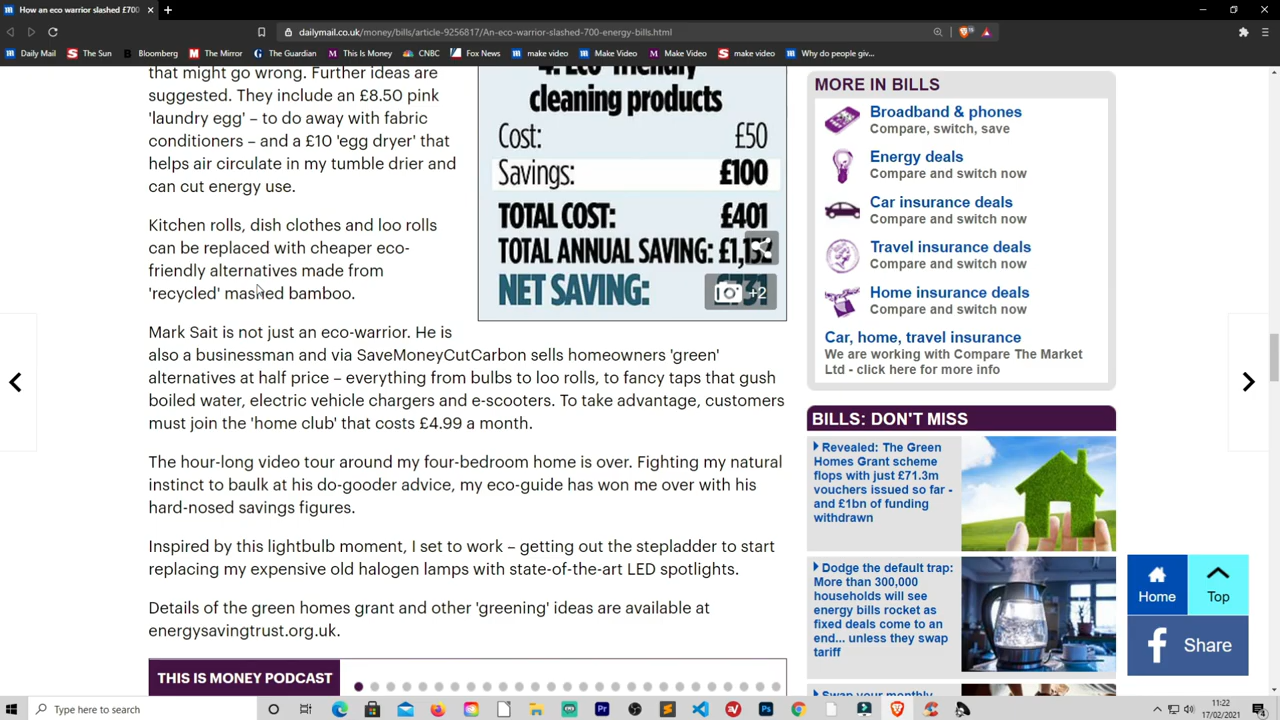 How an eco warrior slashed £700
dailymail.co.uk/money/bills/article-9256817/An-eco-warrior-slashed-700-energy-bills.html
Daily Mail
The Sun
Bloomberg
The Mirror
The Guardian
This Is Money
CNBC
Fox News
make video
Make Video
Make Video
make video
Why do people giv...
that might go wrong. Further ideas are
suggested. They include an £8.50 pink
'laundry egg' – to do away with fabric
conditioners – and a £10 'egg dryer' that
helps air circulate in my tumble drier and
can cut energy use.
Kitchen rolls, dish clothes and loo rolls
can be replaced with cheaper eco-
friendly alternatives made from
'recycled' mashed bamboo.
4. Eco-friendly
cleaning products
Cost: £50
Savings: £100
TOTAL COST: £401
TOTAL ANNUAL SAVING:
NET SAVING:
+2
Mark Sait is not just an eco-warrior. He is
also a businessman and via SaveMoneyCutCarbon sells homeowners 'green'
alternatives at half price – everything from bulbs to loo rolls, to fancy taps that gush
boiled water, electric vehicle chargers and e-scooters. To take advantage, customers
must join the 'home club' that costs £4.99 a month.
The hour-long video tour around my four-bedroom home is over. Fighting my natural
instinct to baulk at his do-gooder advice, my eco-guide has won me over with his
hard-nosed savings figures.
Inspired by this lightbulb moment, I set to work – getting out the stepladder to start
replacing my expensive old halogen lamps with state-of-the-art LED spotlights.
Details of the green homes grant and other 'greening' ideas are available at
energysavingtrust.org.uk.
THIS IS MONEY PODCAST
MORE IN BILLS
Broadband & phones
Compare, switch, save
Energy deals
Compare and switch now
Car insurance deals
Compare and switch now
Travel insurance deals
Compare and switch now
Home insurance deals
Compare and switch now
Car, home, travel insurance
We are working with Compare The Market
Ltd - click here for more info
BILLS: DON'T MISS
Revealed: The Green
Homes Grant scheme
flops with just £71.3m
vouchers issued so far -
and £1bn of funding
withdrawn
Dodge the default trap:
More than 300,000
households will see
energy bills rocket as
fixed deals come to an
end... unless they swap
tariff
Swap your monthly
Home
Top
Share
Type here to search
11:22
17/02/2021